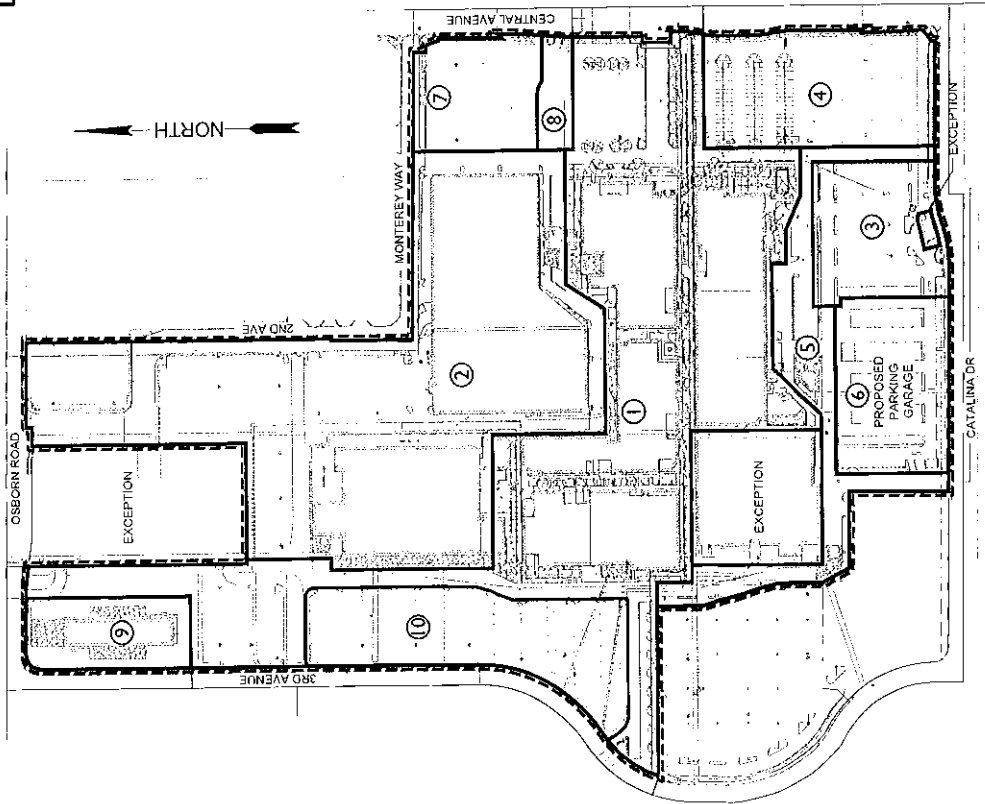 CENTRAL AVENUE
7
8
4
NORTH
MONTEREY WAY
EXCEPTION
3
2ND AVE
2
5
6
PROPOSED
PARKING
GARAGE
1
CATALINA DR
OSBORN ROAD
EXCEPTION
EXCEPTION
9
10
3RD AVENUE